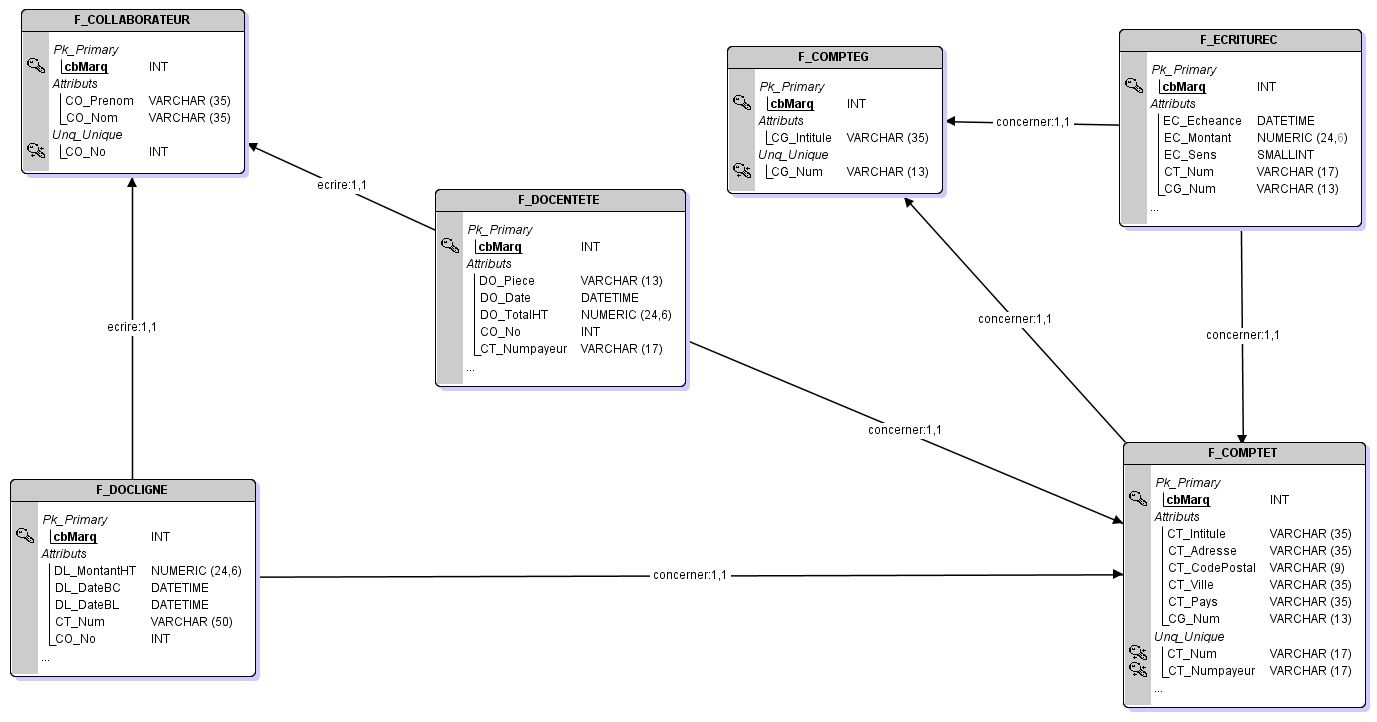 F_COLLABORATEUR
Pk_Primary
cbMarq INT
Attributs
CO_Prenom VARCHAR (35)
CO_Nom VARCHAR (35)
Unq_Unique
CO_No INT
F_COMPTEG
Pk_Primary
cbMarq INT
Attributs
CG_Intitule VARCHAR (35)
Unq_Unique
CG_Num VARCHAR (13)
F_ECRITUREC
Pk_Primary
cbMarq INT
Attributs
EC_Echeance DATETIME
EC_Montant NUMERIC (24,6)
EC_Sens SMALLINT
CT_Num VARCHAR (17)
CG_Num VARCHAR (13)
...
concerner:1,1
ecrire:1,1
F_DOCENTETE
Pk_Primary
cbMarq INT
Attributs
DO_Piece VARCHAR (13)
DO_Date DATETIME
DO_TotalHT NUMERIC (24,6)
CO_No INT
CT_Numpayeur VARCHAR (17)
...
ecrire:1,1
concerner:1,1
concerner:1,1
concerner:1,1
F_DOCLIGNE
Pk_Primary
cbMarq INT
Attributs
DL_MontantHT NUMERIC (24,6)
DL_DateBC DATETIME
DL_DateBL DATETIME
CT_Num VARCHAR (50)
CO_No INT
...
concerner:1,1
F_COMPTET
Pk_Primary
cbMarq INT
Attributs
CT_Intitule VARCHAR (35)
CT_Adresse VARCHAR (35)
CT_CodePostal VARCHAR (9)
CT_Ville VARCHAR (35)
CT_Pays VARCHAR (35)
CG_Num VARCHAR (13)
Unq_Unique
CT_Num VARCHAR (17)
CT_Numpayeur VARCHAR (17)
...